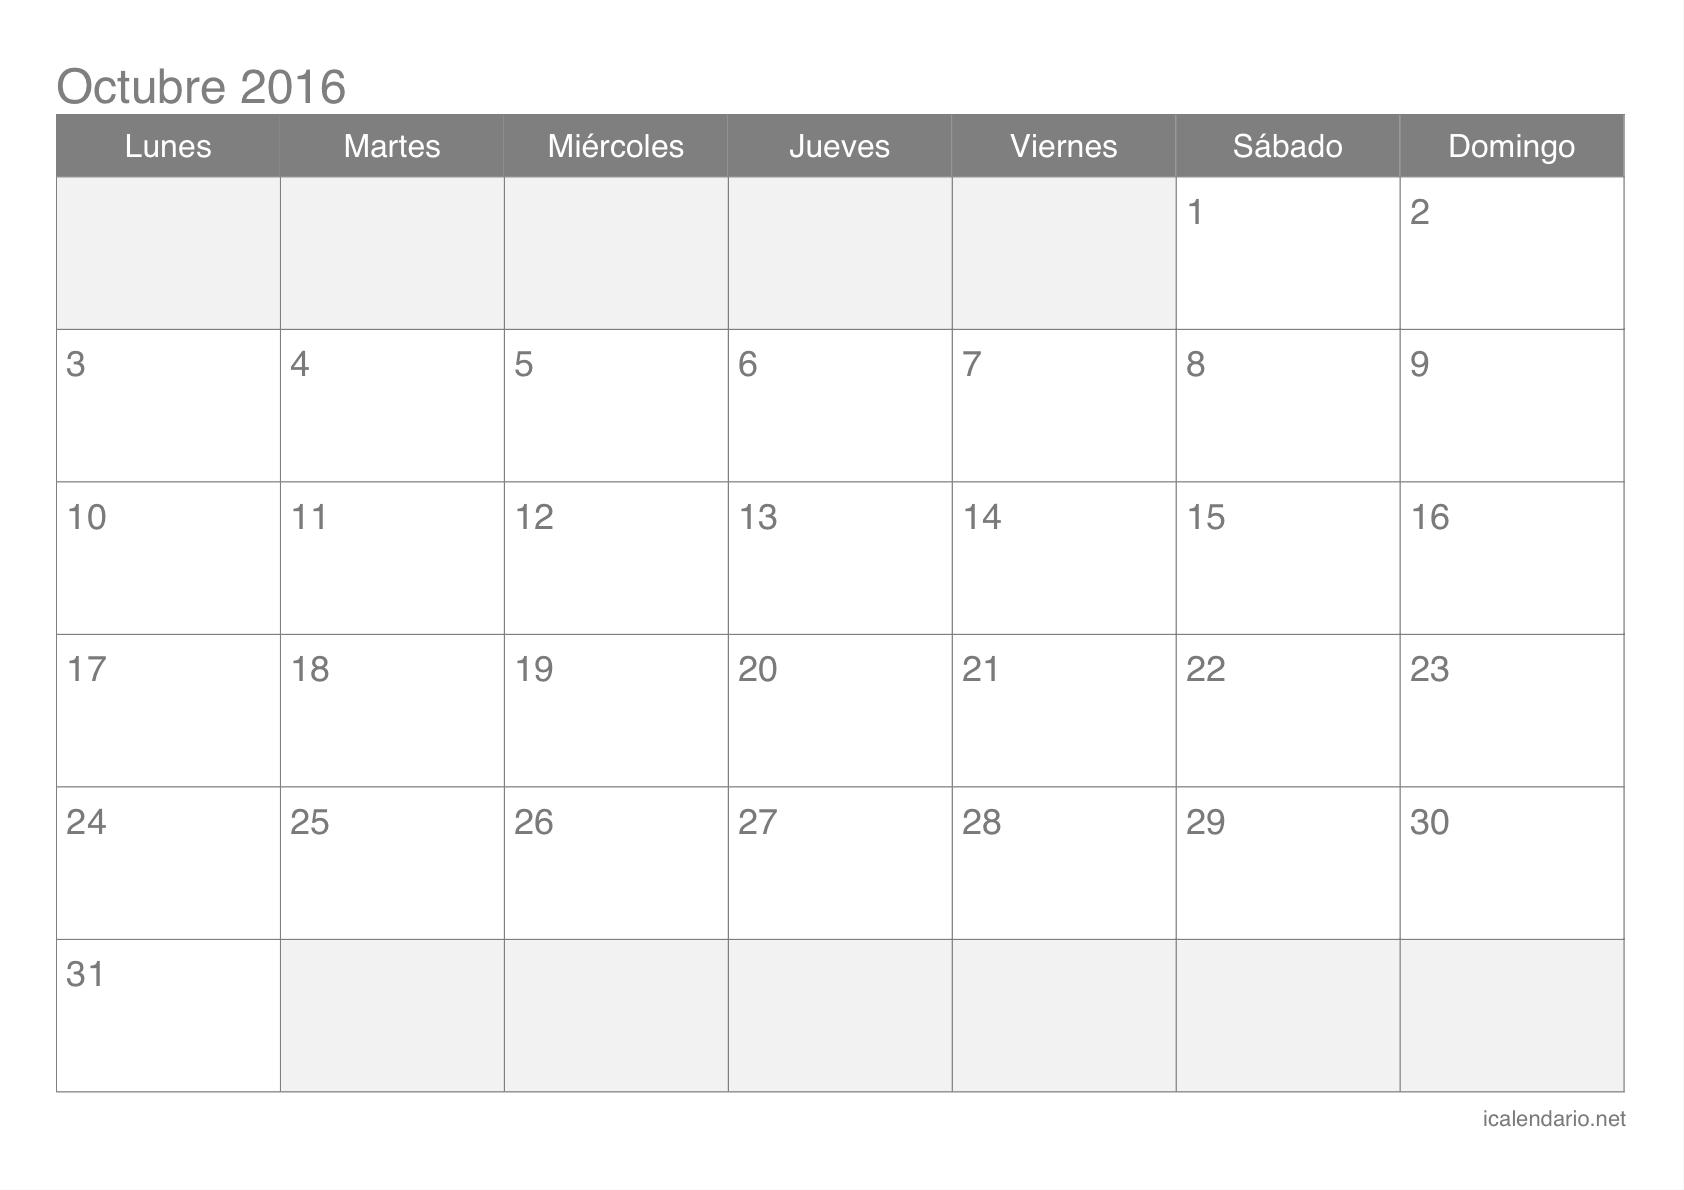 Octubre 2016
Lunes Martes Miércoles Jueves Viernes Sábado Domingo
1 2
3 4 5 6 7 8 9
10 11 12 13 14 15 16
17 18 19 20 21 22 23
24 25 26 27 28 29 30
31
icalendario.net